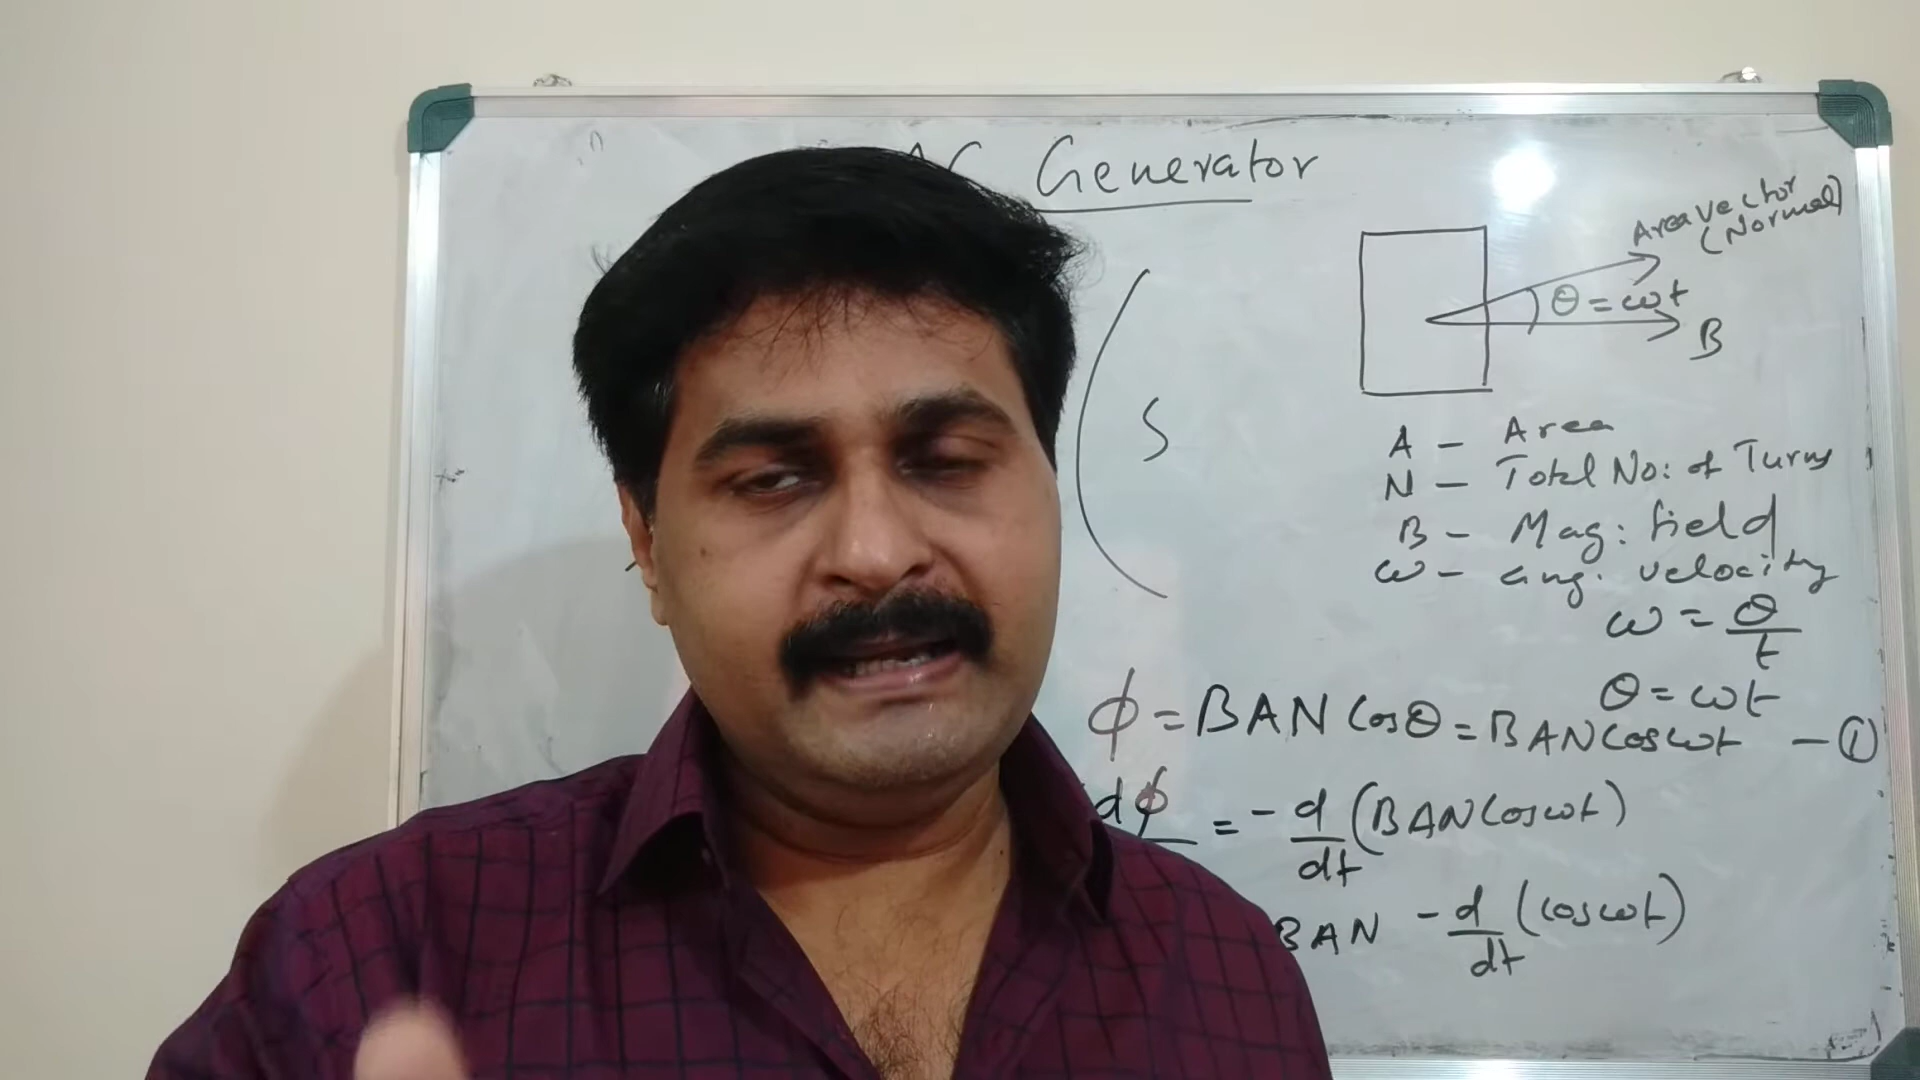 Generator
Area vector
(Normal)
θ = ωt
B
S
A – Area
N – Total No: of Turns
B – Mag: field
ω – ang. velocity
ω = θ/t
θ = ωt
ϕ = BAN Cosθ = BAN cosωt – ①
dϕ = - d/dt (BAN Cosωt)
BAN - d/dt (cosωt)